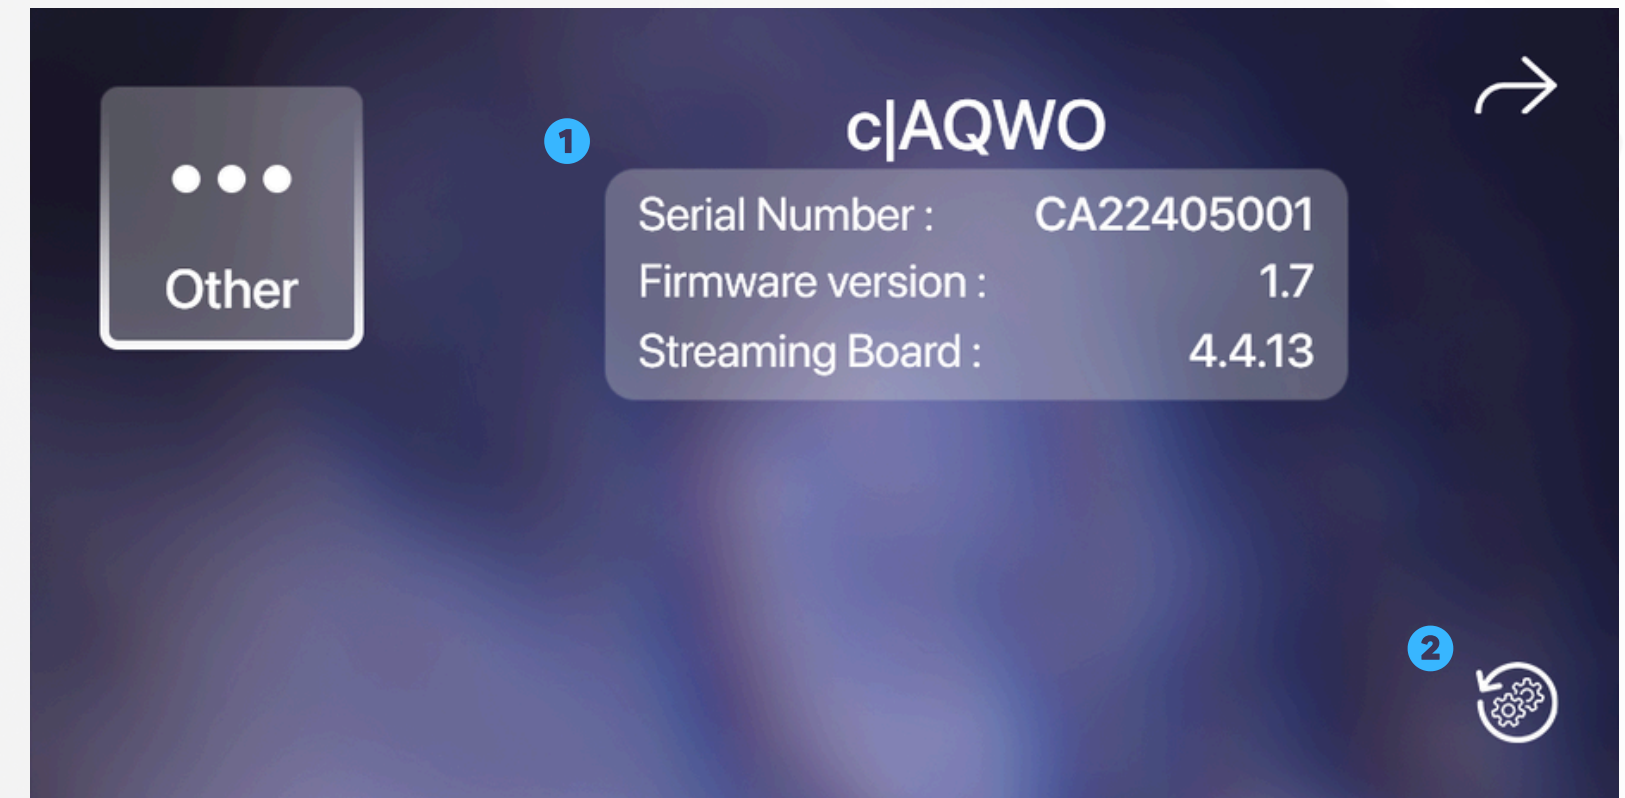 Other
1
c|AQWO
Serial Number : CA22405001
Firmware version : 1.7
Streaming Board : 4.4.13
2